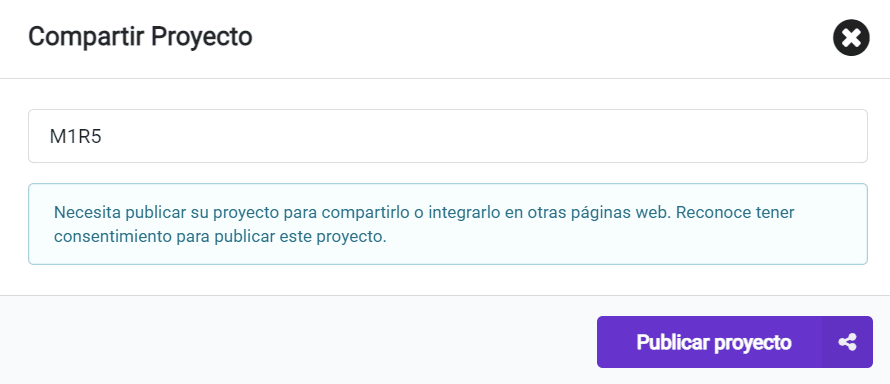 Compartir Proyecto
M1R5
Necesita publicar su proyecto para compartirlo o integrarlo en otras páginas web. Reconoce tener
consentimiento para publicar este proyecto.
Publicar proyecto